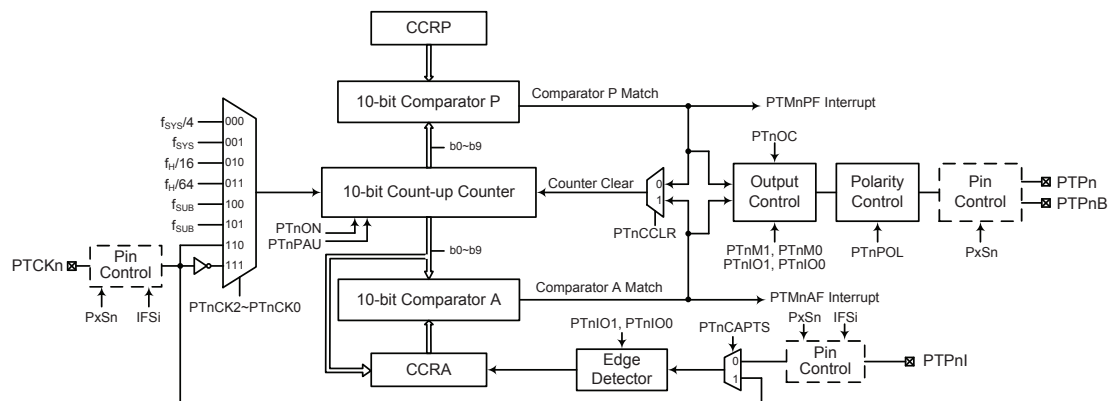 CCRP
10-bit Comparator P
Comparator P Match
PTMnPF Interrupt
fSYS/4
000
fSYS
001
fH/16
010
fH/64
011
fSUB
100
fSUB
101
110
111
b0~b9
10-bit Count-up Counter
Counter Clear
0
1
PTnCCLR
PTnOC
Output
Control
PTnM1, PTnM0
PTnIO1, PTnIO0
Polarity
Control
PTnPOL
Pin
Control
PxSn
PTPn
PTPnB
PTnON
PTnPAU
b0~b9
PTCKn
Pin
Control
PxSn
IFSi
PTnCK2~PTnCK0
10-bit Comparator A
Comparator A Match
PTMnAF Interrupt
CCRA
PTnIO1, PTnIO0
Edge
Detector
PTnCAPTS
0
1
PxSn
IFSi
Pin
Control
PTPnI